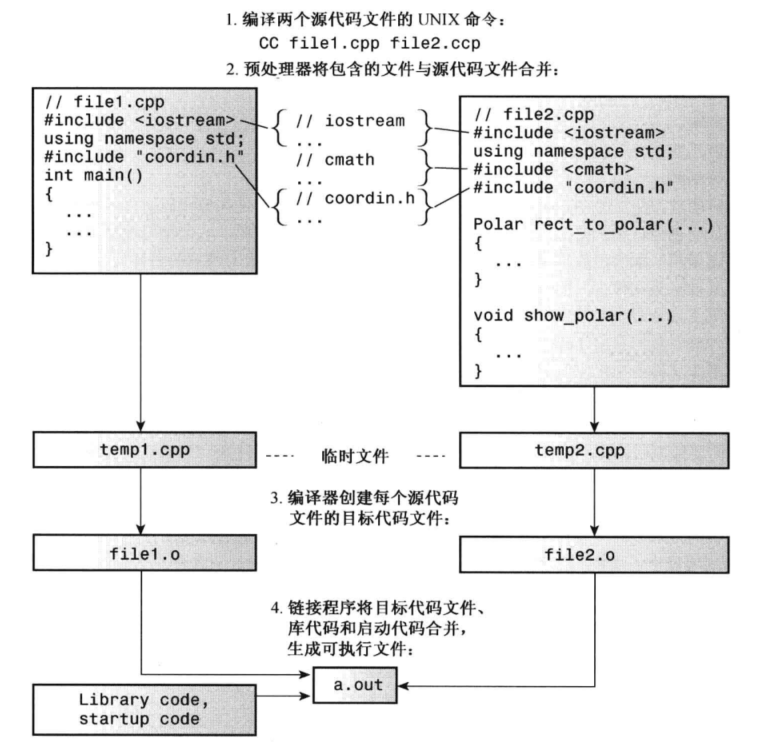 1. 编译两个源代码文件的 UNIX 命令：
CC file1.cpp file2.ccp
2. 预处理器将包含的文件与源代码文件合并：
// file1.cpp
#include <iostream>
using namespace std;
#include "coordin.h"
int main()
{
...
...
}
// iostream
...
// cmath
...
// coordin.h
...
// file2.cpp
#include <iostream>
using namespace std;
#include <cmath>
#include "coordin.h"
Polar rect_to_polar(...)
{
...
}
void show_polar(...)
{
...
}
temp1.cpp
临时文件
temp2.cpp
3. 编译器创建每个源代码
文件的目标代码文件：
file1.o
file2.o
4. 链接程序将目标代码文件、
库代码和启动代码合并，
生成可执行文件：
a.out
Library code,
startup code